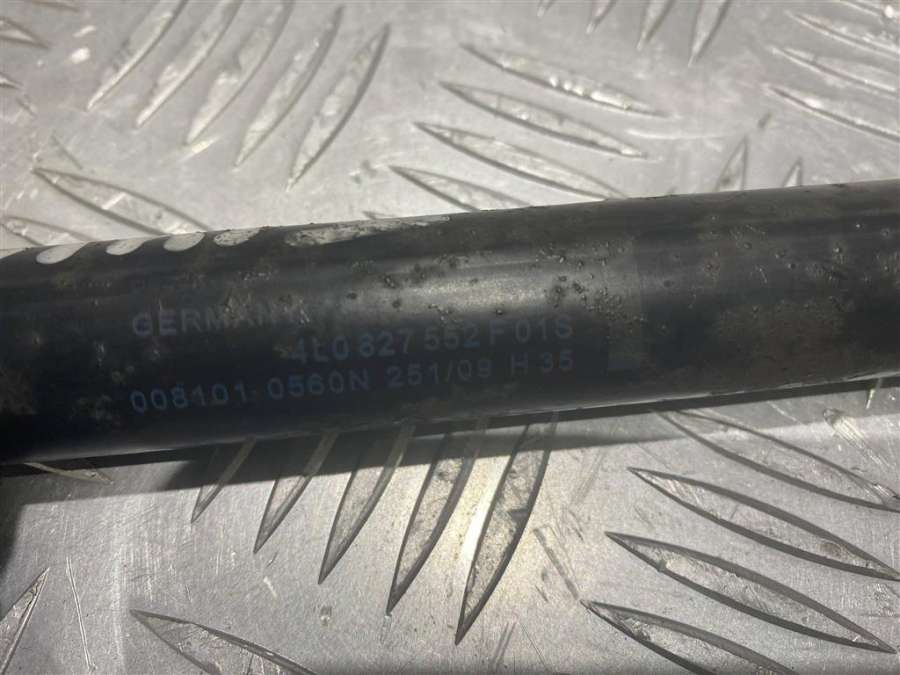 GERMANY
4L0 827 552 F 01S
008101 0560N 251/09 H 35